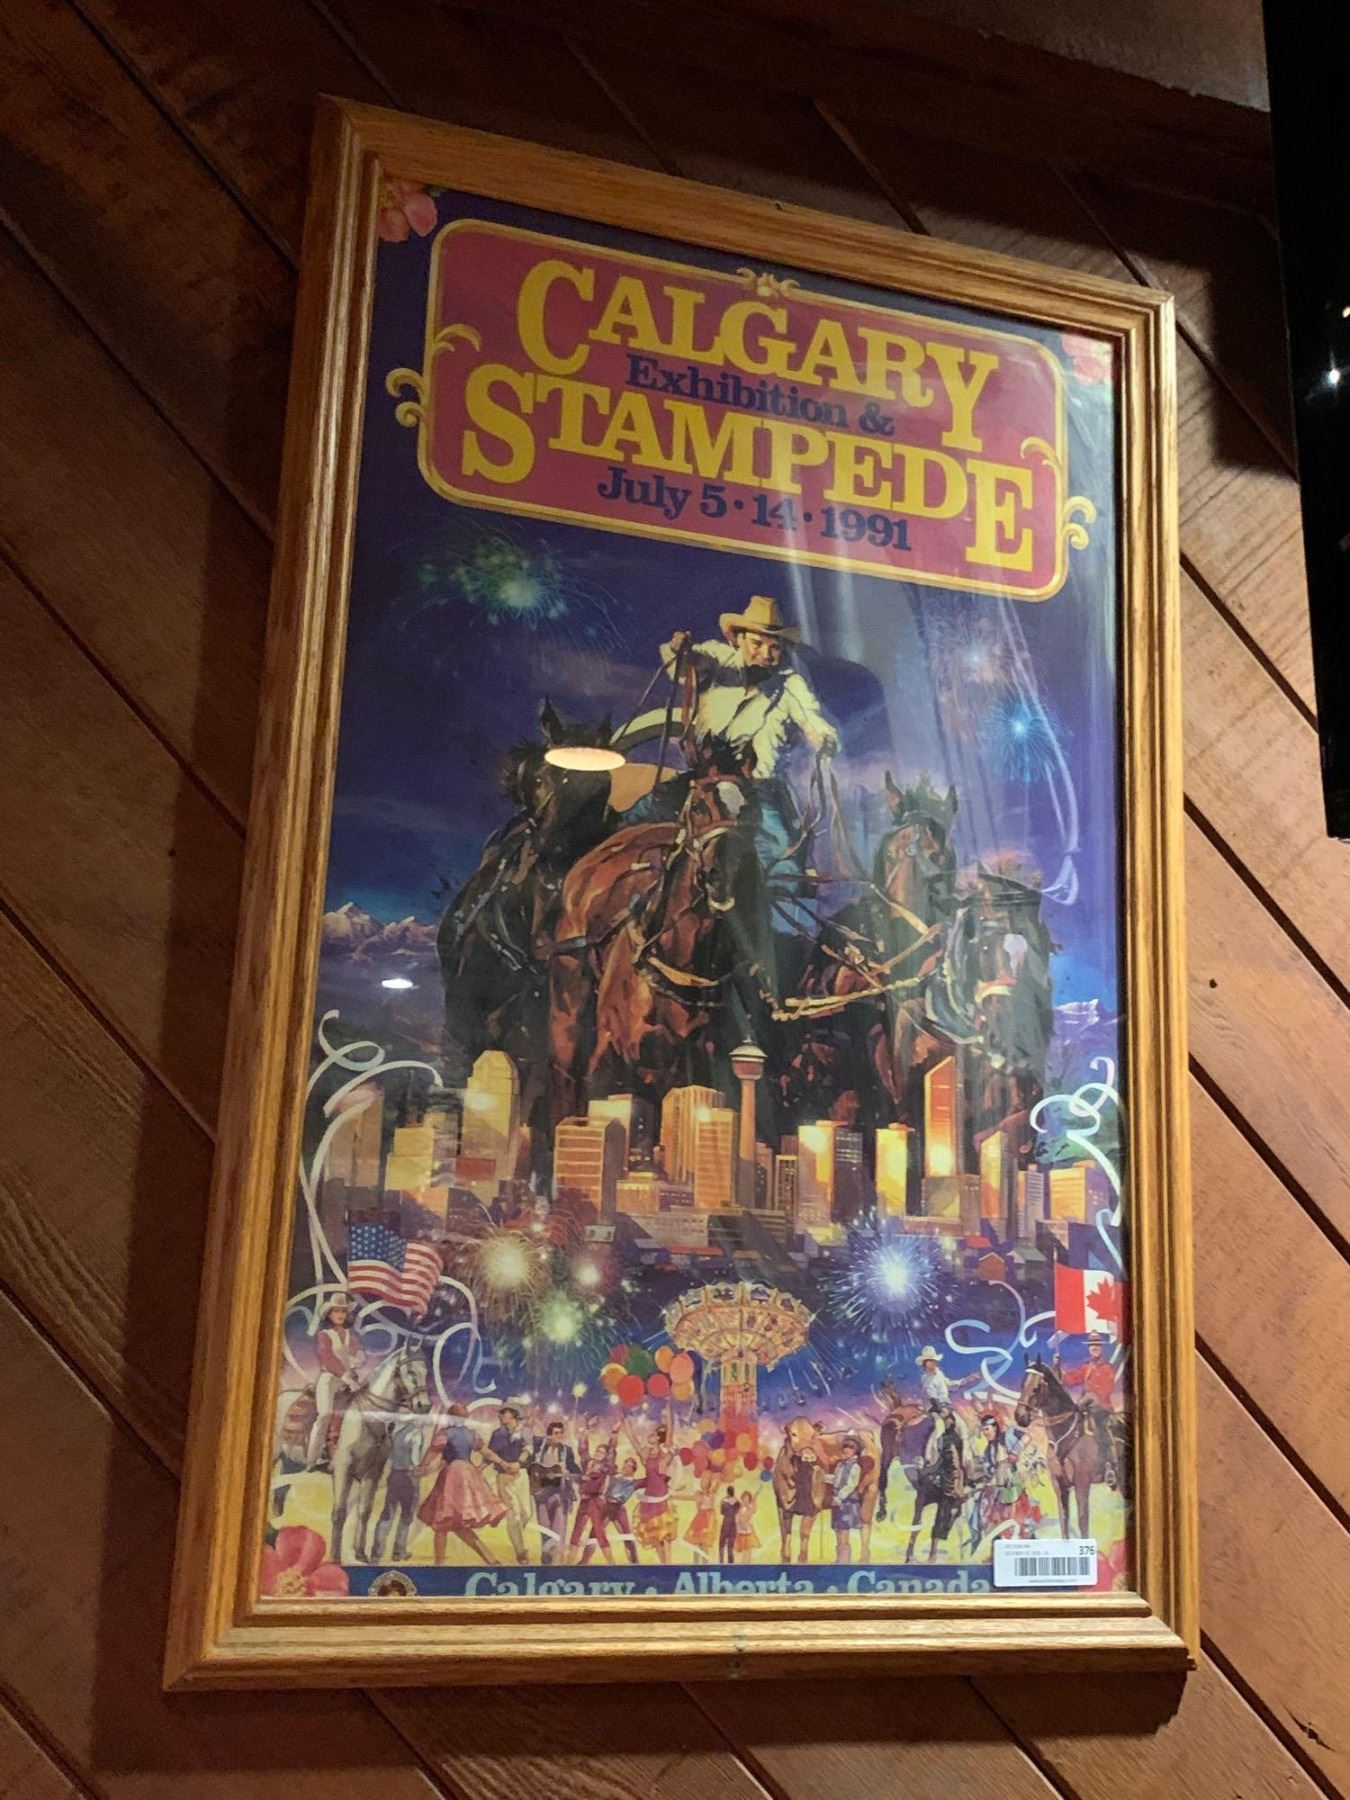 CALGARY
Exhibition &
STAMPEDE
July 5 · 14 · 1991
Calgary · Alberta · Canada
376